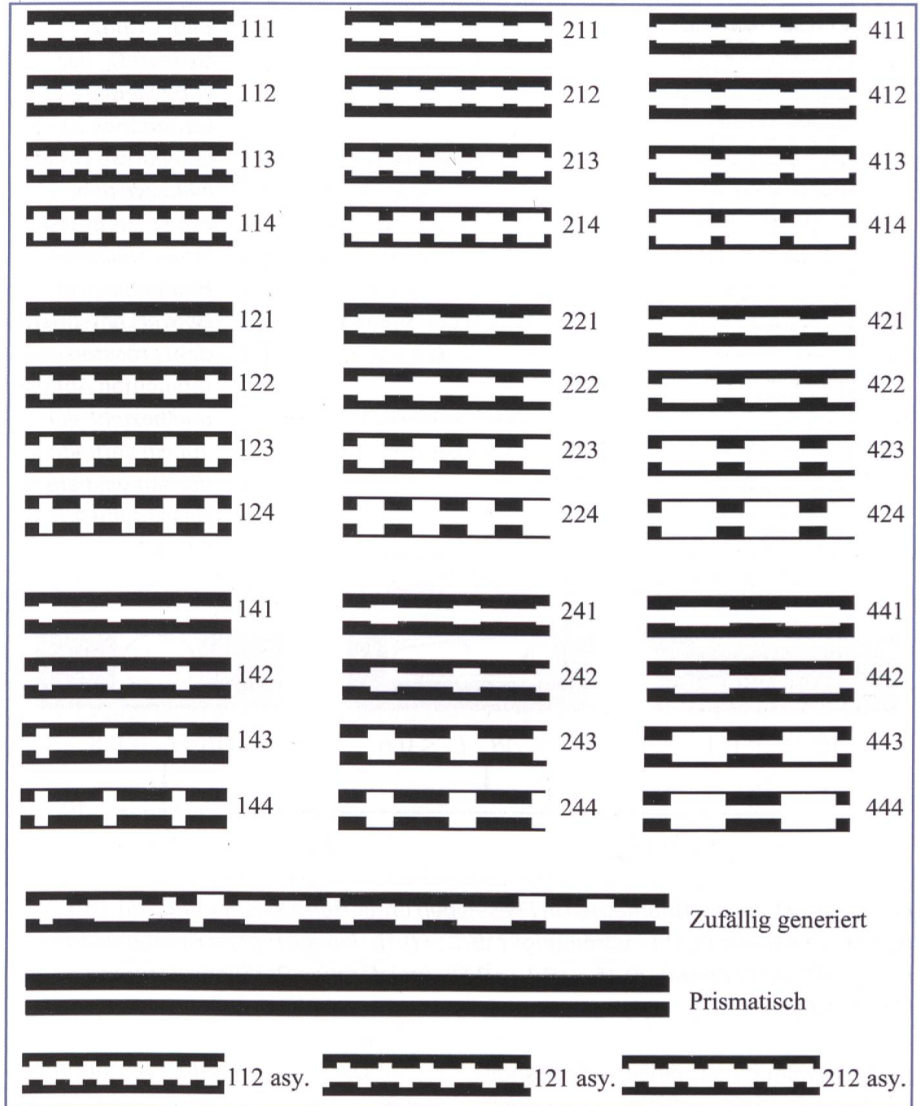 111 211 411
112 212 412
113 213 413
114 214 414
121 221 421
122 222 422
123 223 423
124 224 424
141 241 441
142 242 442
143 243 443
144 244 444
Zufällig generiert
Prismatisch
112 asy. 121 asy. 212 asy.